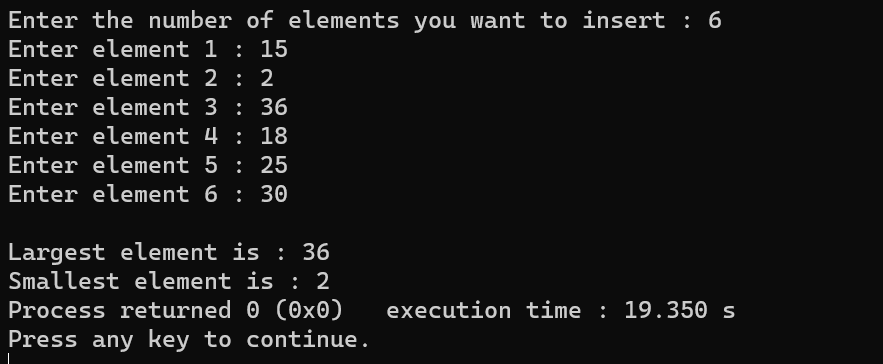 Enter the number of elements you want to insert : 6
Enter element 1 : 15
Enter element 2 : 2
Enter element 3 : 36
Enter element 4 : 18
Enter element 5 : 25
Enter element 6 : 30

Largest element is : 36
Smallest element is : 2
Process returned 0 (0x0)   execution time : 19.350 s
Press any key to continue.